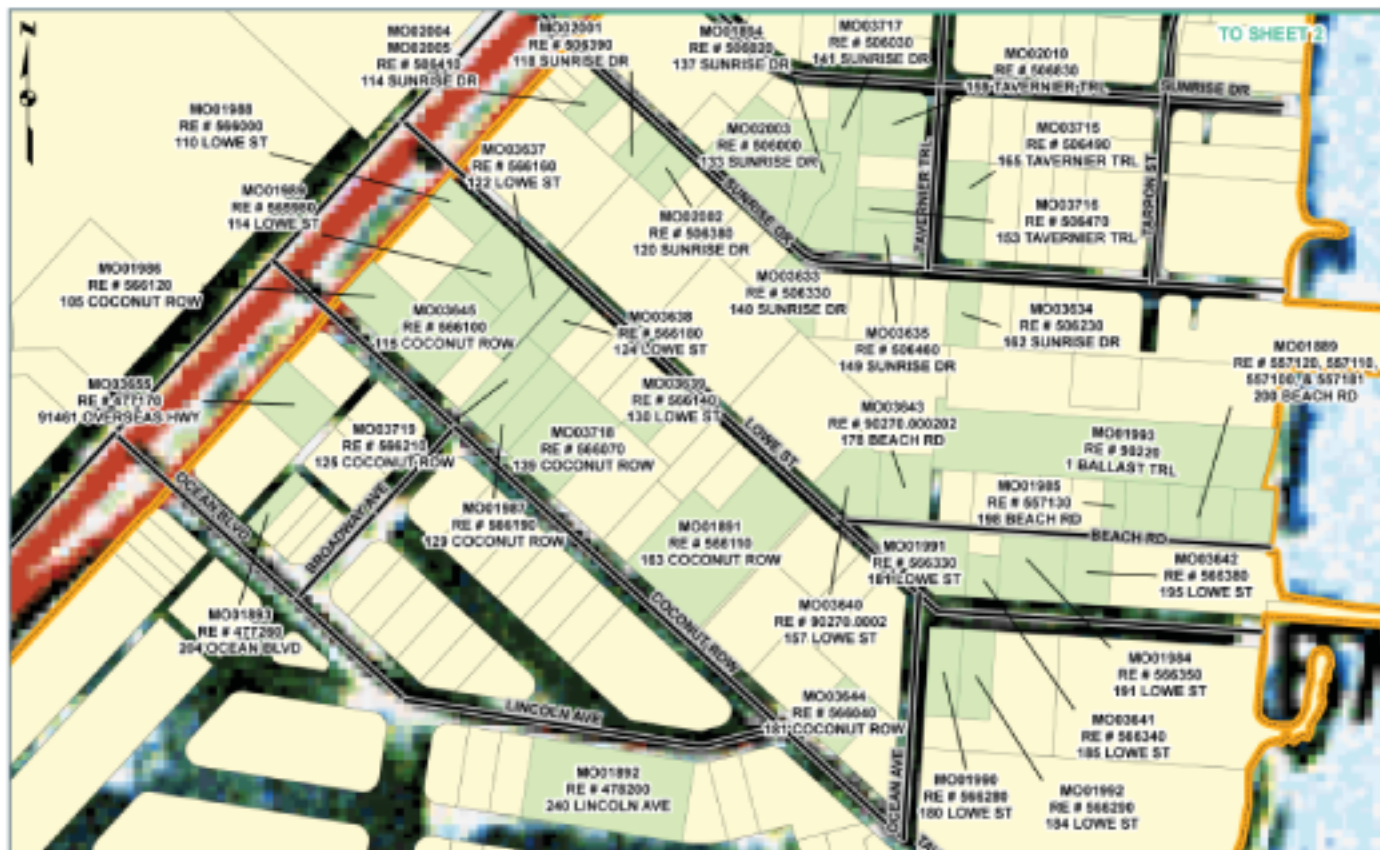 Z
TO SHEET 2
MO02004
MO02005
RE # 506410
114 SUNRISE DR
MO02001
RE # 506390
118 SUNRISE DR
MO01894
RE # 506020
137 SUNRISE DR
MO03717
RE # 506030
141 SUNRISE DR
MO02010
RE # 506630
159 TAVERNIER TRL
SUNRISE DR
MO01988
RE # 566000
110 LOWE ST
MO03637
RE # 566160
122 LOWE ST
MO02003
RE # 506000
133 SUNRISE DR
MO03715
RE # 506490
165 TAVERNIER TRL
MO01989
RE # 565980
114 LOWE ST
SUNRISE DR
MO02002
RE # 506380
120 SUNRISE DR
TAVERNIER TRL
MO03716
RE # 506470
153 TAVERNIER TRL
TARPON ST
MO01986
RE # 566120
105 COCONUT ROW
MO03645
RE # 566100
115 COCONUT ROW
MO03638
RE # 566180
124 LOWE ST
MO03633
RE # 506330
140 SUNRISE DR
MO03635
RE # 506460
149 SUNRISE DR
MO03634
RE # 506230
162 SUNRISE DR
MO01889
RE # 557120, 557110,
557100, & 557181
200 BEACH RD
MO03655
RE # 477170
91461 OVERSEAS HWY
MO03639
RE # 566140
130 LOWE ST
MO03719
RE # 566210
125 COCONUT ROW
MO03718
RE # 566070
139 COCONUT ROW
LOWE ST
MO03643
RE # 90270.000202
178 BEACH RD
MO01993
RE # 90220
1 BALLAST TRL
OCEAN BLVD
BROADWAY AVE
MO01987
RE # 566190
129 COCONUT ROW
MO01891
RE # 566110
163 COCONUT ROW
MO01985
RE # 557130
198 BEACH RD
BEACH RD
MO01991
RE # 566330
181 LOWE ST
MO03642
RE # 566380
195 LOWE ST
MO01893
RE # 477280
204 OCEAN BLVD
COCONUT ROW
MO03640
RE # 90270.0002
157 LOWE ST
MO01984
RE # 566350
191 LOWE ST
LINCOLN AVE
MO03644
RE # 566040
181 COCONUT ROW
MO03641
RE # 566340
185 LOWE ST
MO01892
RE # 478200
240 LINCOLN AVE
OCEAN AVE
MO01990
RE # 566280
180 LOWE ST
MO01992
RE # 566290
184 LOWE ST